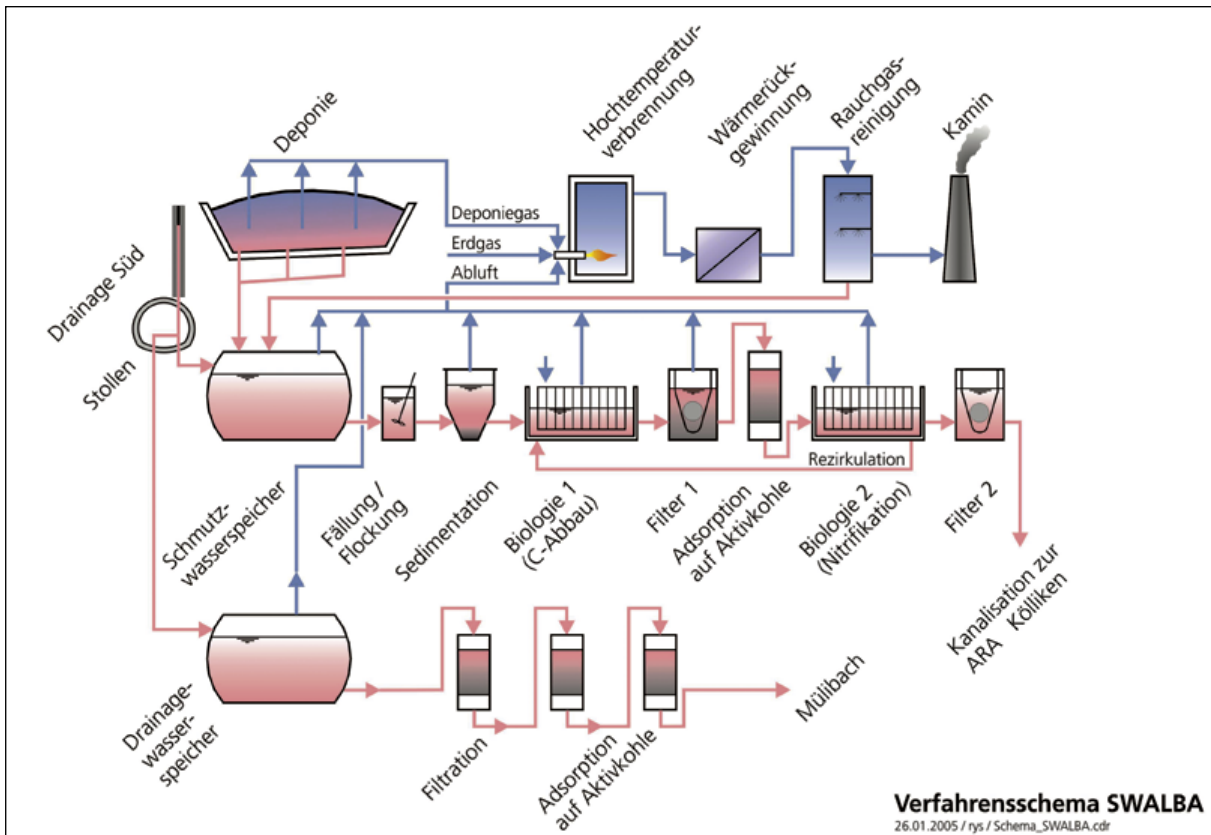 Deponie
Hochtemperatur-
verbrennung
Wärmerück-
gewinnung
Rauchgas-
reinigung
Kamin
Deponiegas
Erdgas
Abluft
Drainage Süd
Stollen
Rezirkulation
Schmutz-
wasserspeicher
Fällung /
Flockung
Sedimentation
Biologie 1
(C-Abbau)
Filter 1
Adsorption
auf Aktivkohle
Biologie 2
(Nitrifikation)
Filter 2
Kanalisation zur
ARA Kölliken
Drainage-
wasser-
speicher
Filtration
Adsorption
auf Aktivkohle
Mülibach
Verfahrensschema SWALBA
26.01.2005 / rys / Schema_SWALBA.cdr